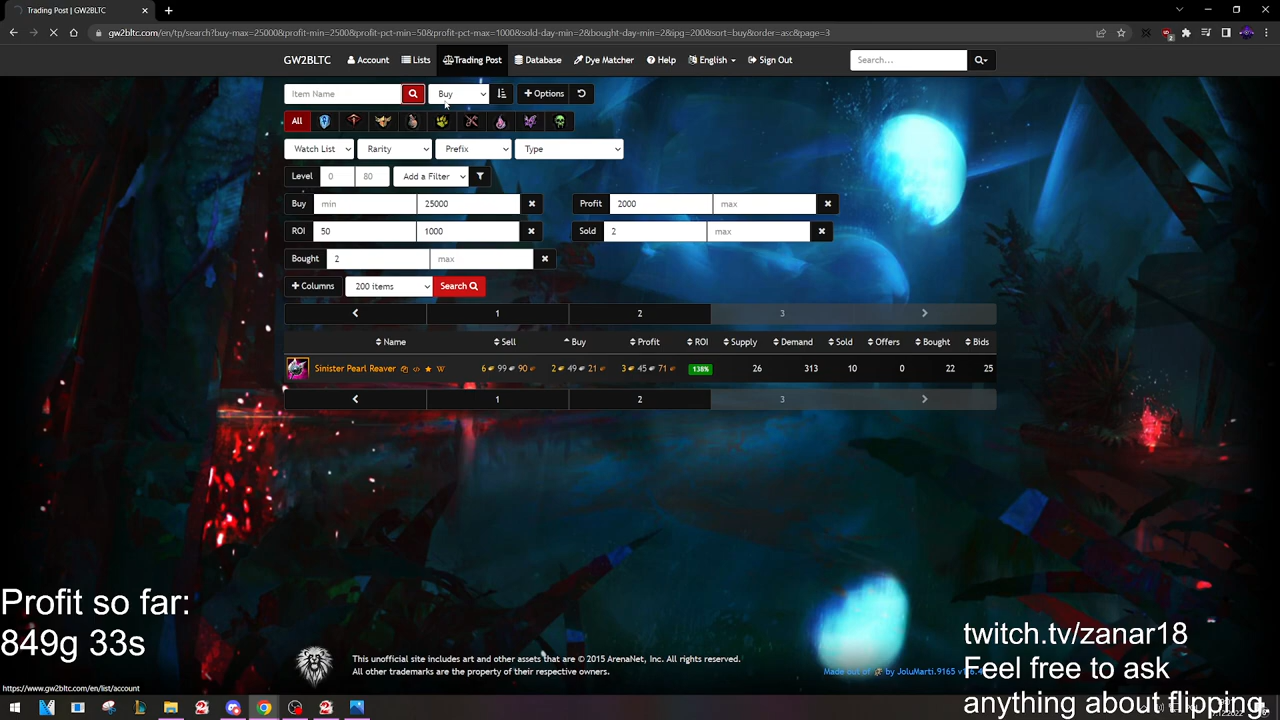 Trading Post | GW2BLTC
gw2bltc.com/en/tp/search?buy-max=25000&profit-min=2500&profit-pct-min=50&profit-pct-max=1000&sold-day-min=2&bought-day-min=2&ipg=200&sort=buy&order=asc&page=3
GW2BLTC Account Lists Trading Post Database Dye Matcher Help English Sign Out Search...
Item Name Buy Options
All
Watch List Rarity Prefix Type
Level 0 80 Add a Filter
Buy min 25000 Profit 2000 max
ROI 50 1000 Sold 2 max
Bought 2 max
Columns 200 items Search
1 2 3
Name Sell Buy Profit ROI Supply Demand Sold Offers Bought Bids
Sinister Pearl Reaver W 6 99 90 2 49 21 3 45 71 138% 26 313 10 0 22 25
1 2 3
Profit so far:
849g 33s
twitch.tv/zanar18
Feel free to ask
anything about flipping.
This unofficial site includes art and other assets that are © 2015 ArenaNet, Inc. All rights reserved.
All other trademarks are the property of their respective owners.
Made out of by JoluMarti.9165
https://www.gw2bltc.com/en/list/account